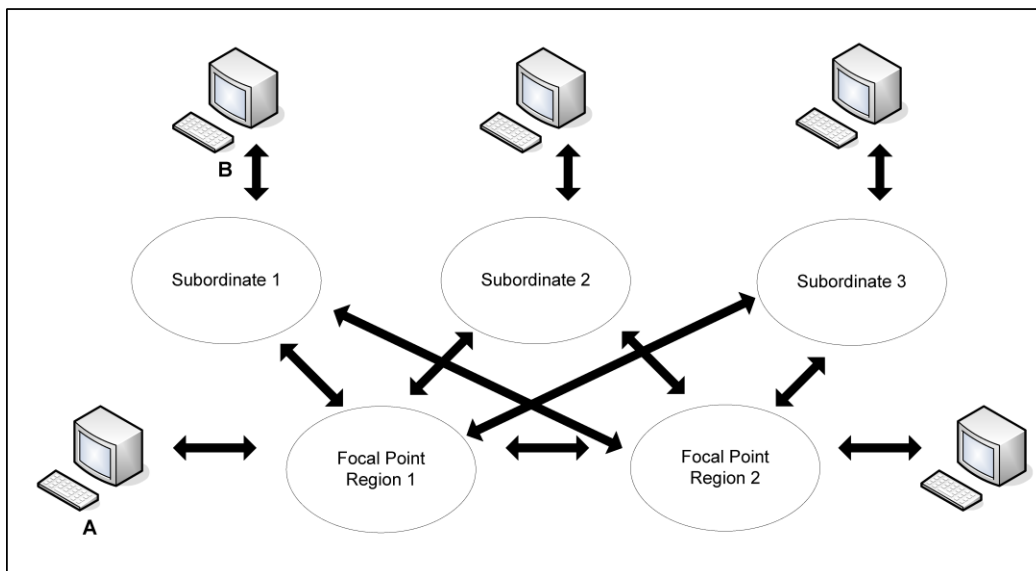 B
Subordinate 1
Subordinate 2
Subordinate 3
Focal Point
Region 1
Focal Point
Region 2
A